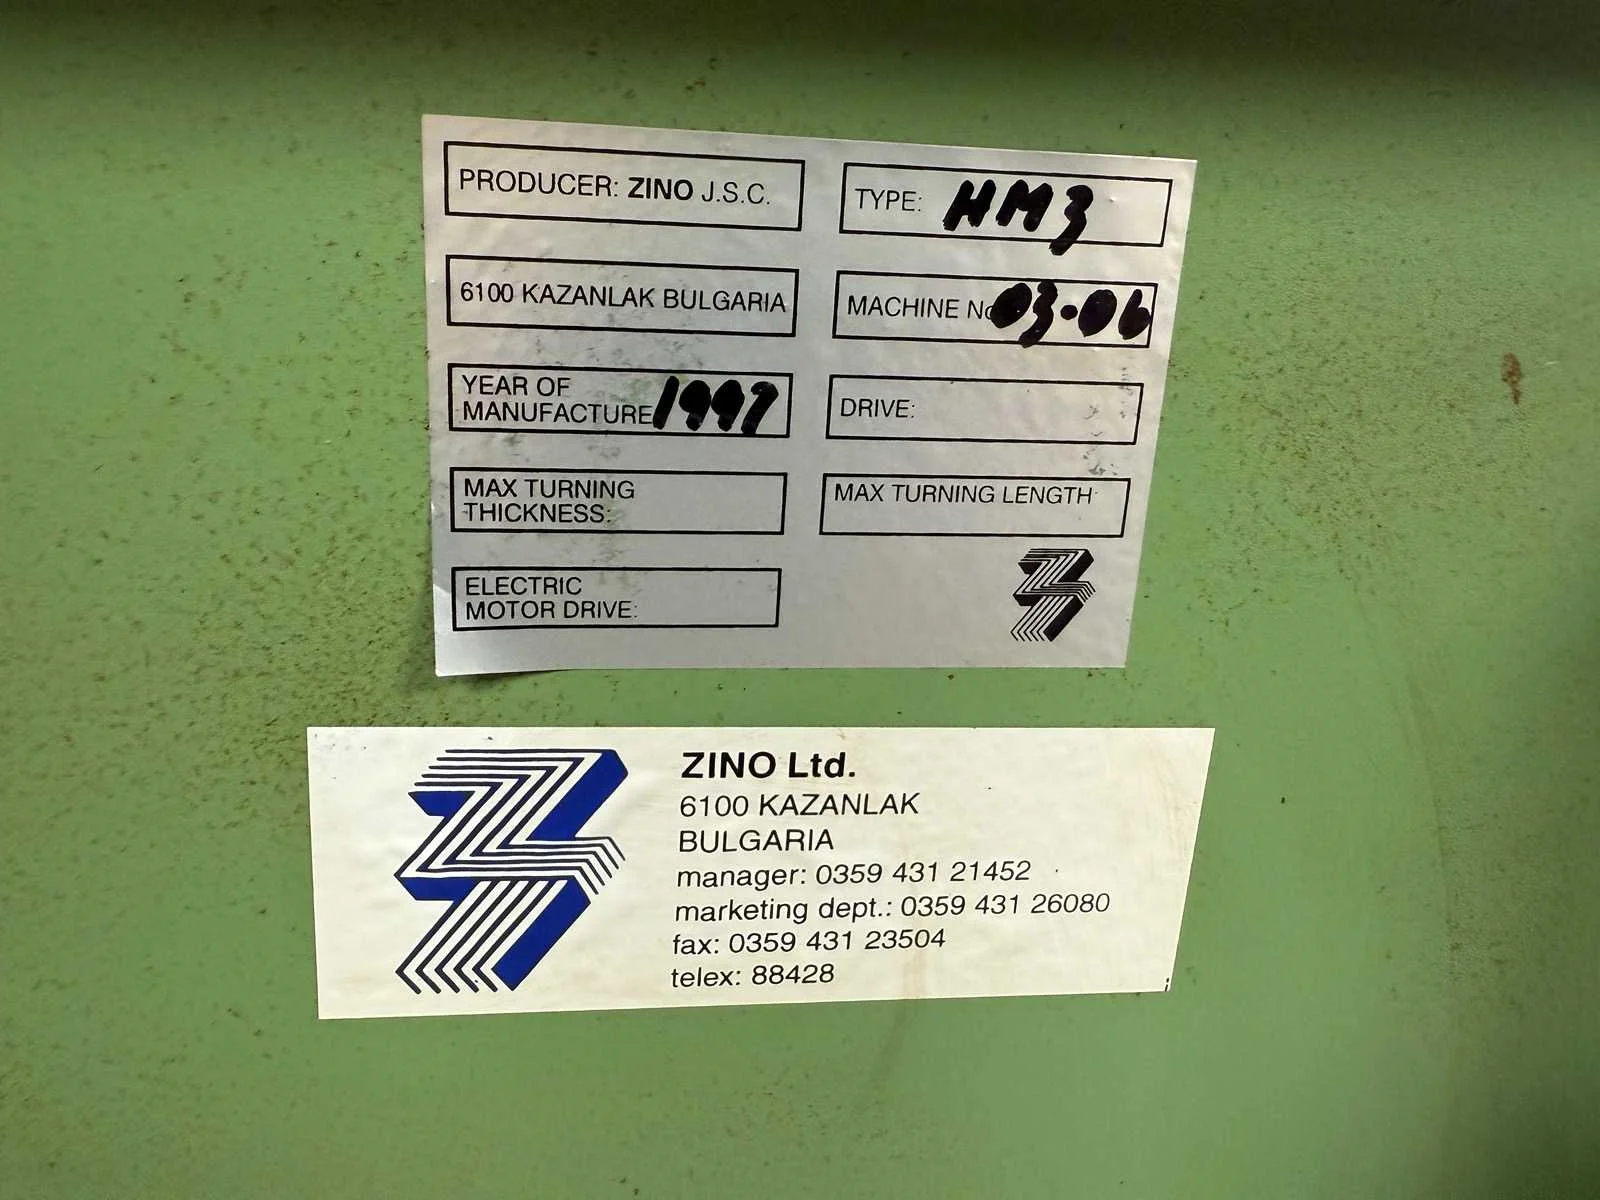 PRODUCER: ZINO J.S.C.
TYPE: HM3
6100 KAZANLAK BULGARIA
MACHINE No 03-06
YEAR OF
MANUFACTURE 1997
DRIVE:
MAX TURNING
THICKNESS:
MAX TURNING LENGTH
ELECTRIC
MOTOR DRIVE:
ZINO Ltd.
6100 KAZANLAK
BULGARIA
manager: 0359 431 21452
marketing dept.: 0359 431 26080
fax: 0359 431 23504
telex: 88428